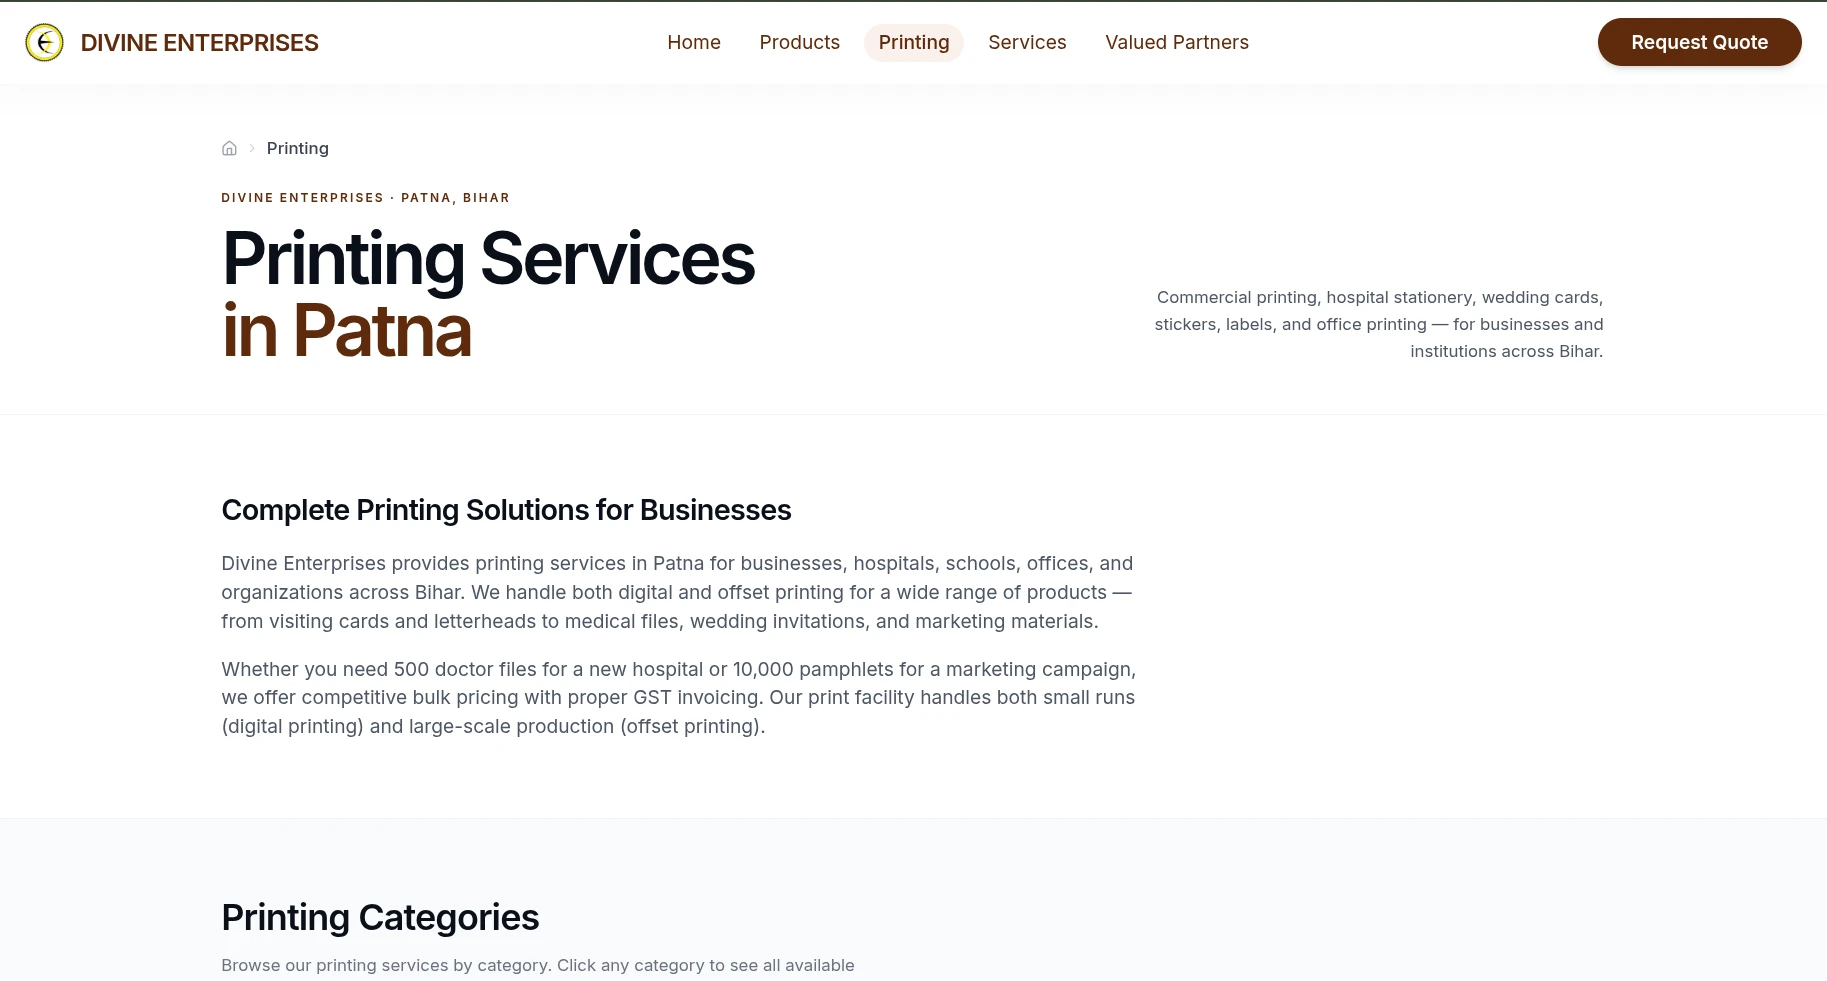 DIVINE ENTERPRISES
Home
Products
Printing
Services
Valued Partners
Request Quote
Printing
DIVINE ENTERPRISES · PATNA, BIHAR
Printing Services
in Patna
Commercial printing, hospital stationery, wedding cards,
stickers, labels, and office printing — for businesses and
institutions across Bihar.
Complete Printing Solutions for Businesses
Divine Enterprises provides printing services in Patna for businesses, hospitals, schools, offices, and
organizations across Bihar. We handle both digital and offset printing for a wide range of products —
from visiting cards and letterheads to medical files, wedding invitations, and marketing materials.
Whether you need 500 doctor files for a new hospital or 10,000 pamphlets for a marketing campaign,
we offer competitive bulk pricing with proper GST invoicing. Our print facility handles both small runs
(digital printing) and large-scale production (offset printing).
Printing Categories
Browse our printing services by category. Click any category to see all available